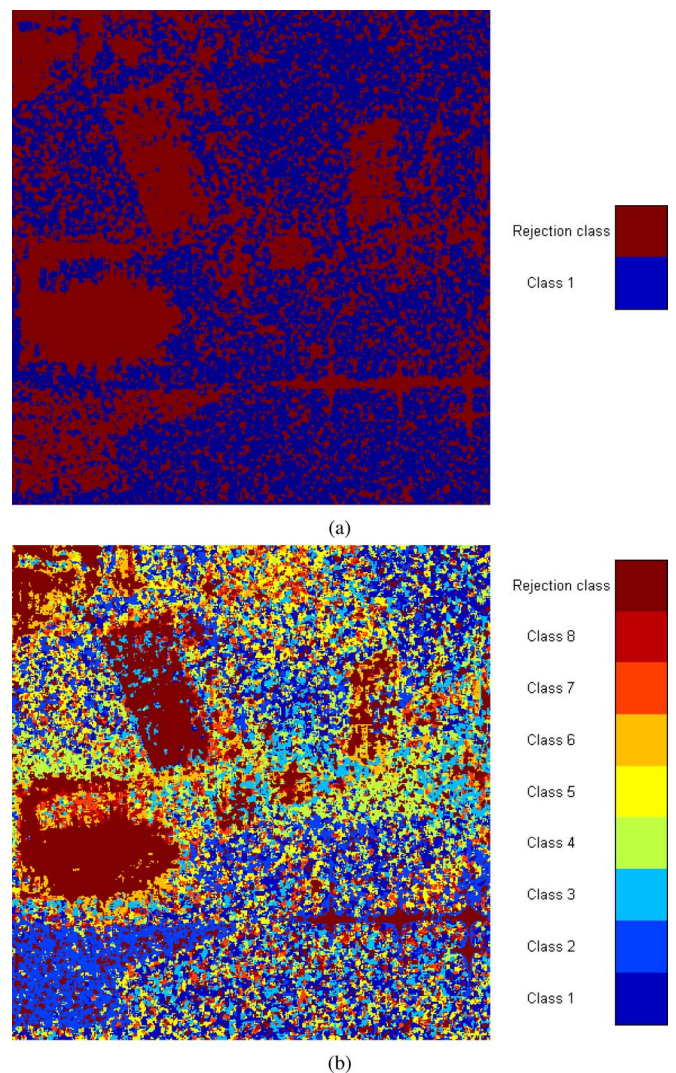 Rejection class
Class 1
(a)
Rejection class
Class 8
Class 7
Class 6
Class 5
Class 4
Class 3
Class 2
Class 1
(b)